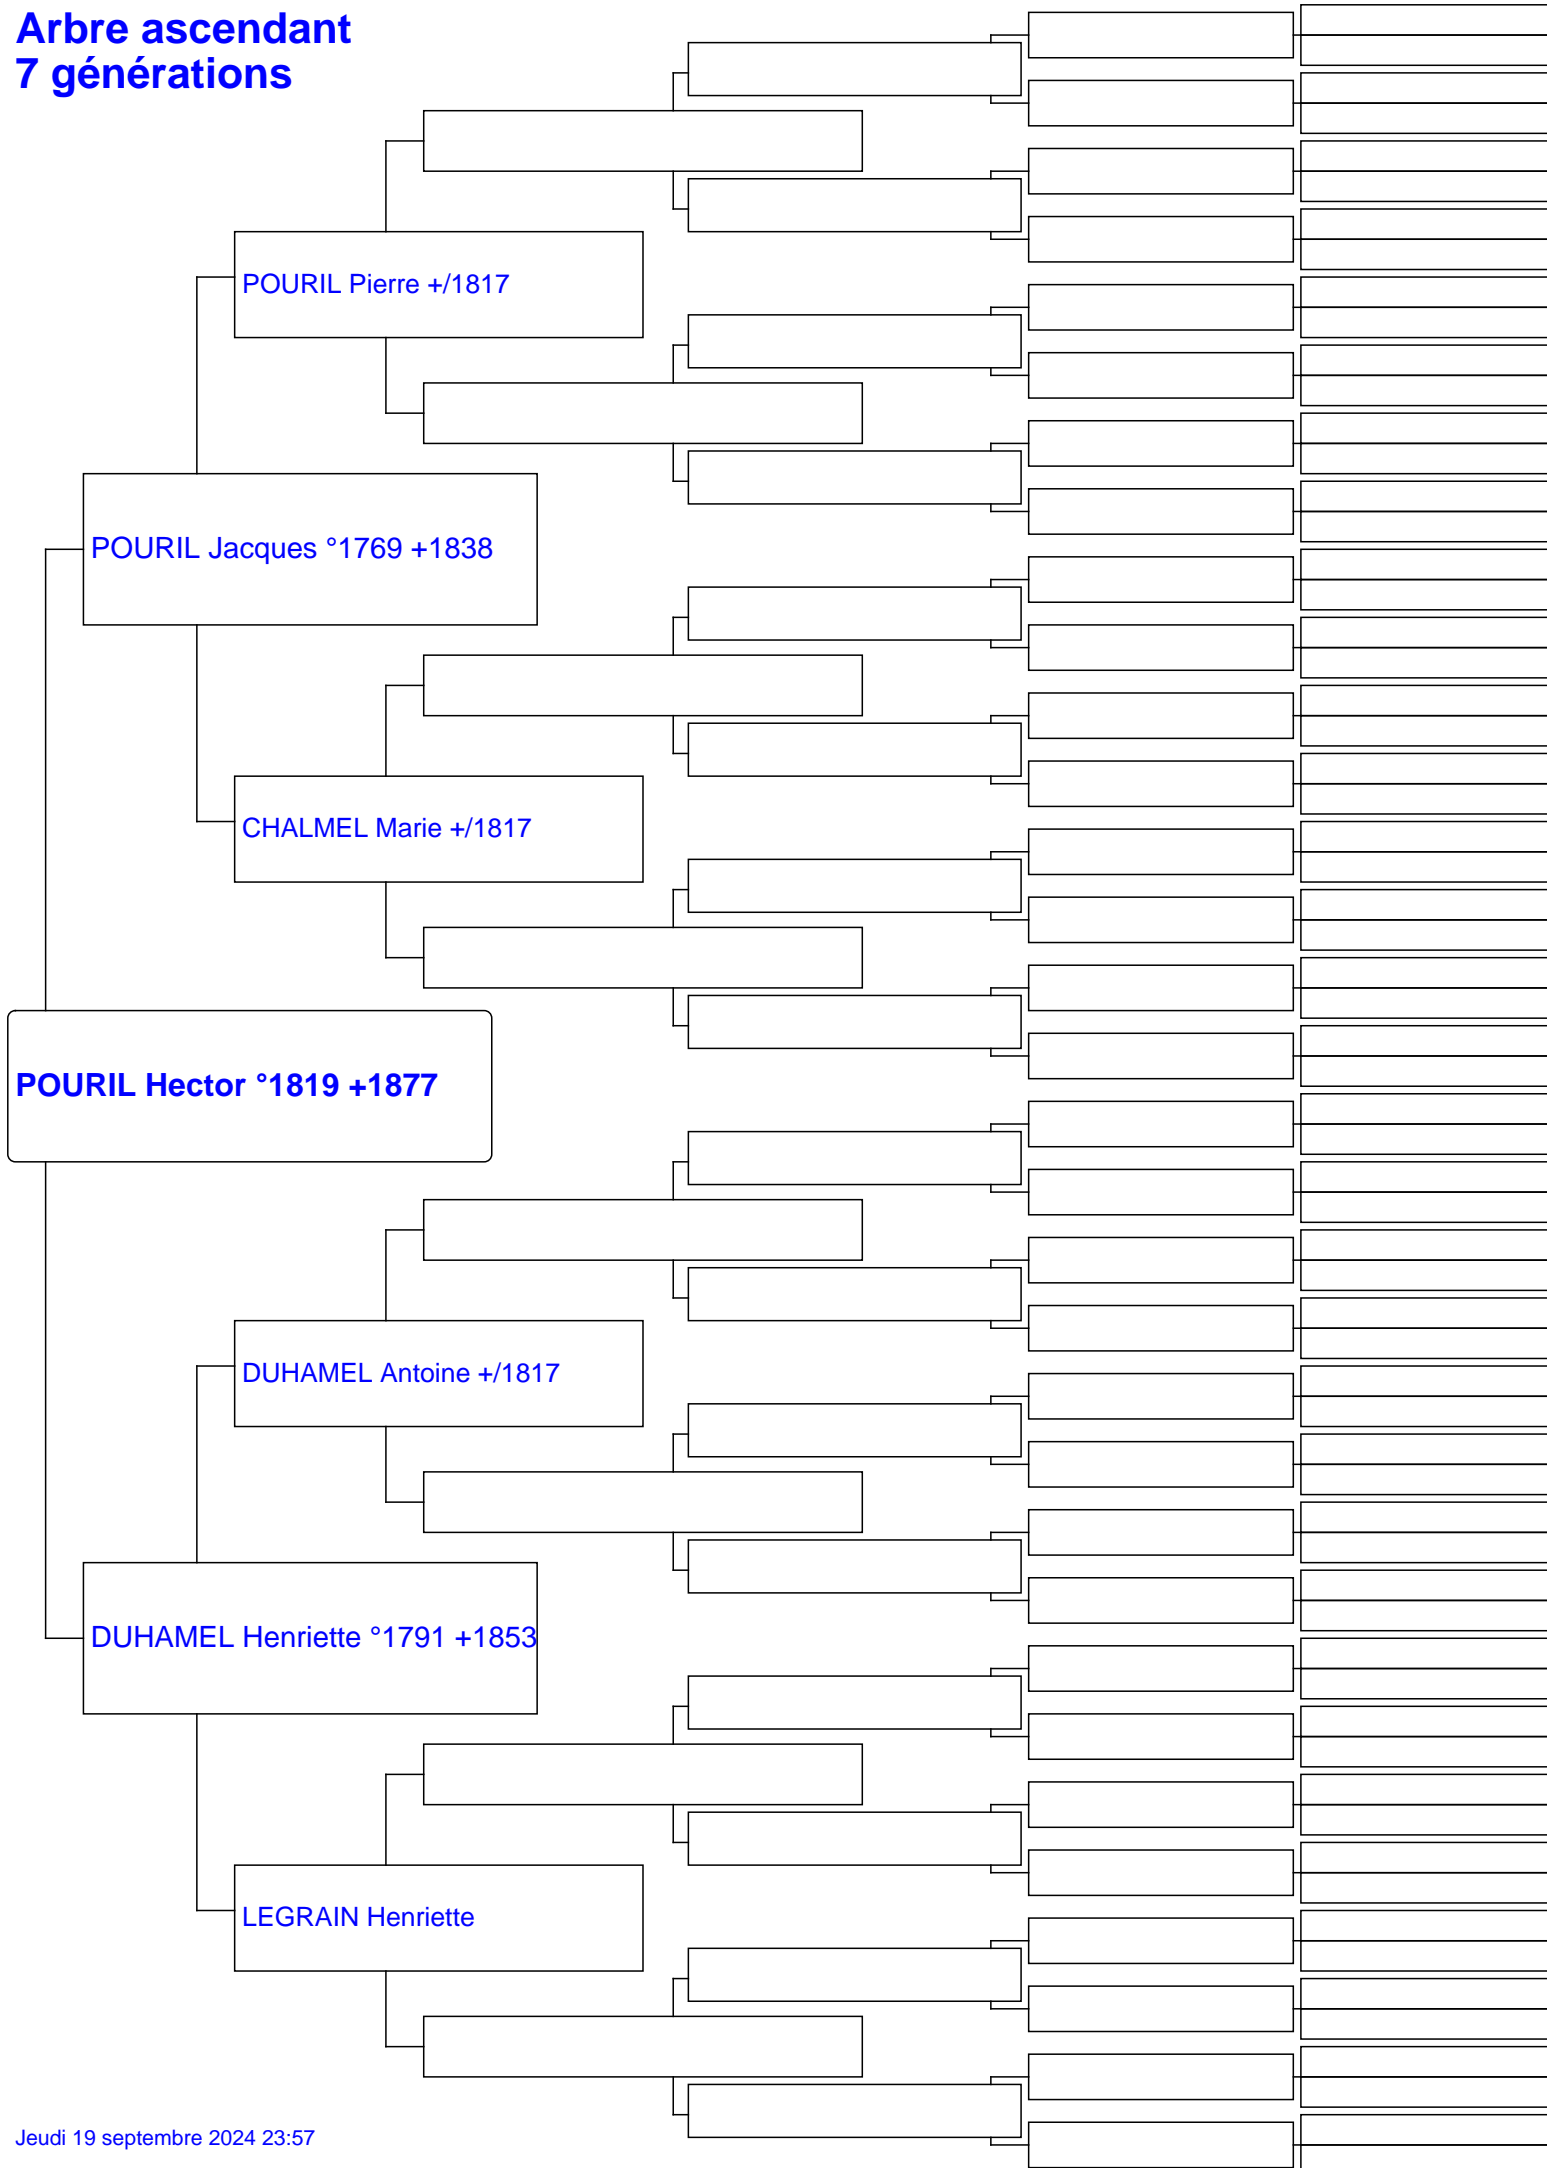 Arbre ascendant
7 générations
POURIL Pierre +/1817
POURIL Jacques °1769 +1838
CHALMEL Marie +/1817
POURIL Hector °1819 +1877
DUHAMEL Antoine +/1817
DUHAMEL Henriette °1791 +1853
LEGRAIN Henriette
Jeudi 19 septembre 2024 23:57